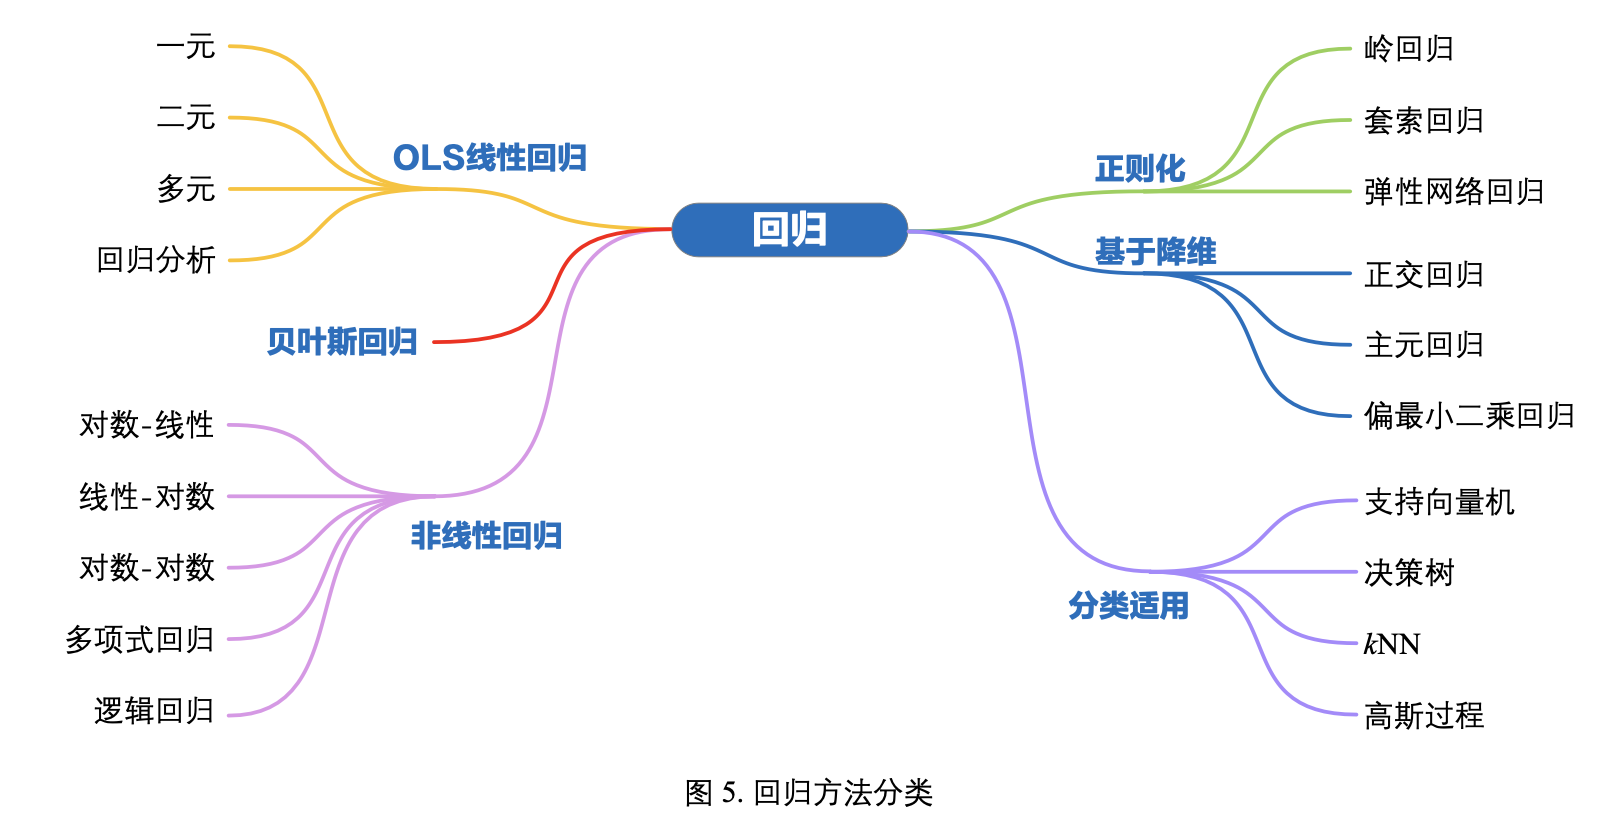 回归
OLS线性回归
一元
二元
多元
回归分析
贝叶斯回归
非线性回归
对数-线性
线性-对数
对数-对数
多项式回归
逻辑回归
正则化
岭回归
套索回归
弹性网络回归
基于降维
正交回归
主元回归
偏最小二乘回归
分类适用
支持向量机
决策树
kNN
高斯过程
图 5. 回归方法分类